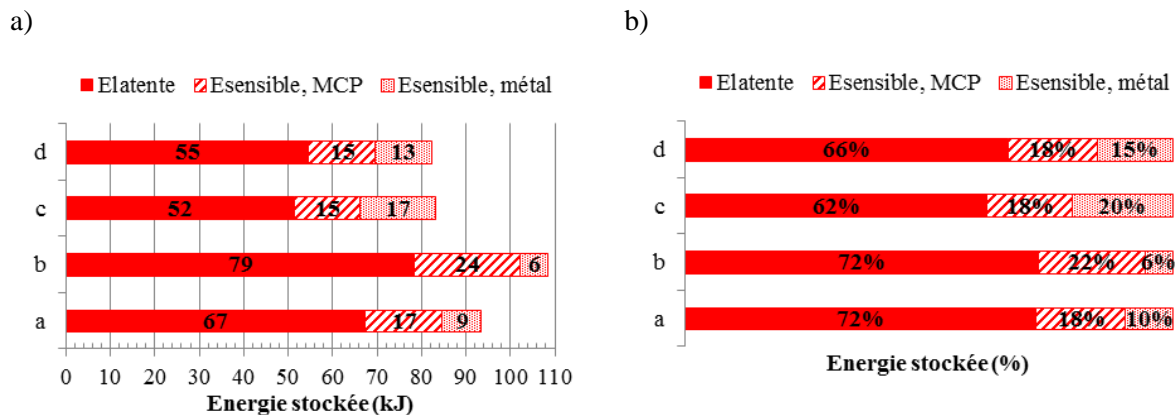 a)
Elatente Esensible, MCP Esensible, métal
d 55 15 13
c 52 15 17
b 79 24 6
a 67 17 9
0 10 20 30 40 50 60 70 80 90 100 110
Energie stockée (kJ)
b)
Elatente Esensible, MCP Esensible, métal
d 66% 18% 15%
c 62% 18% 20%
b 72% 22% 6%
a 72% 18% 10%
Energie stockée (%)